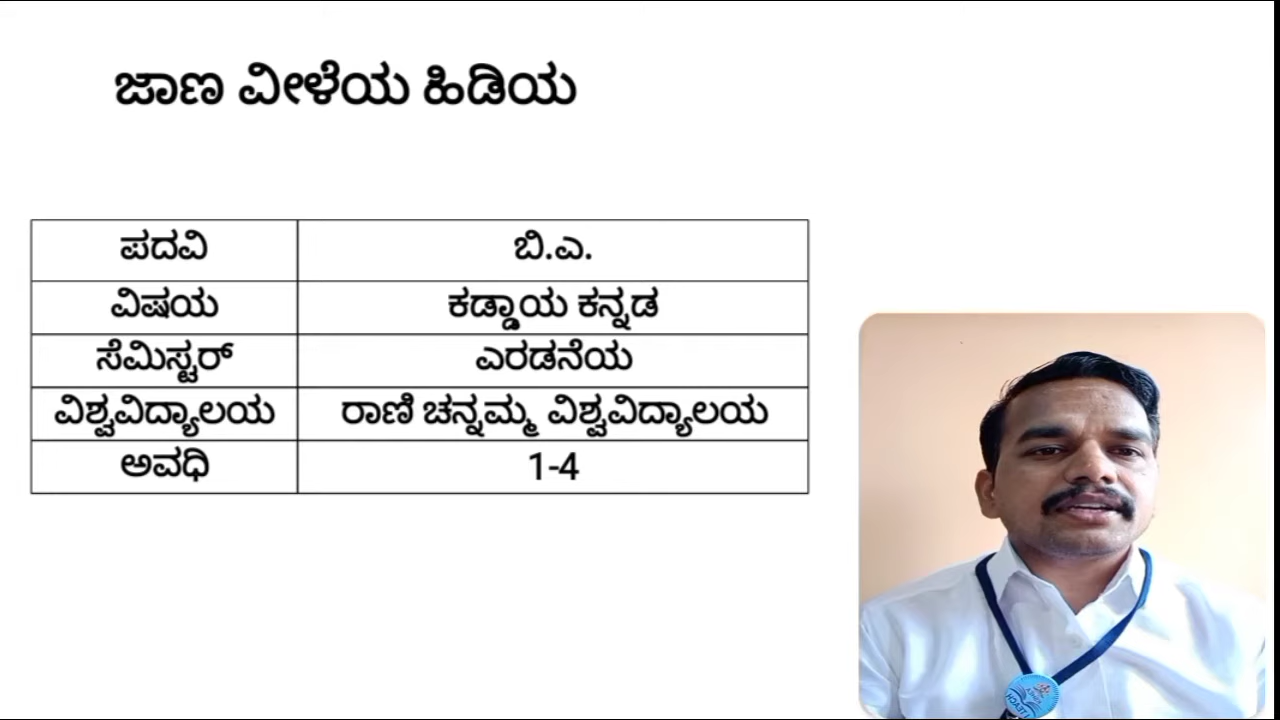 ಜಾಣ ವೀಳೆಯ ಹಿಡಿಯ
ಪದವಿ ಬಿ.ಎ.
ವಿಷಯ ಕಡ್ಡಾಯ ಕನ್ನಡ
ಸೆಮಿಸ್ಟರ್ ಎರಡನೆಯ
ವಿಶ್ವವಿದ್ಯಾಲಯ ರಾಣಿ ಚನ್ನಮ್ಮ ವಿಶ್ವವಿದ್ಯಾಲಯ
ಅವಧಿ 1-4